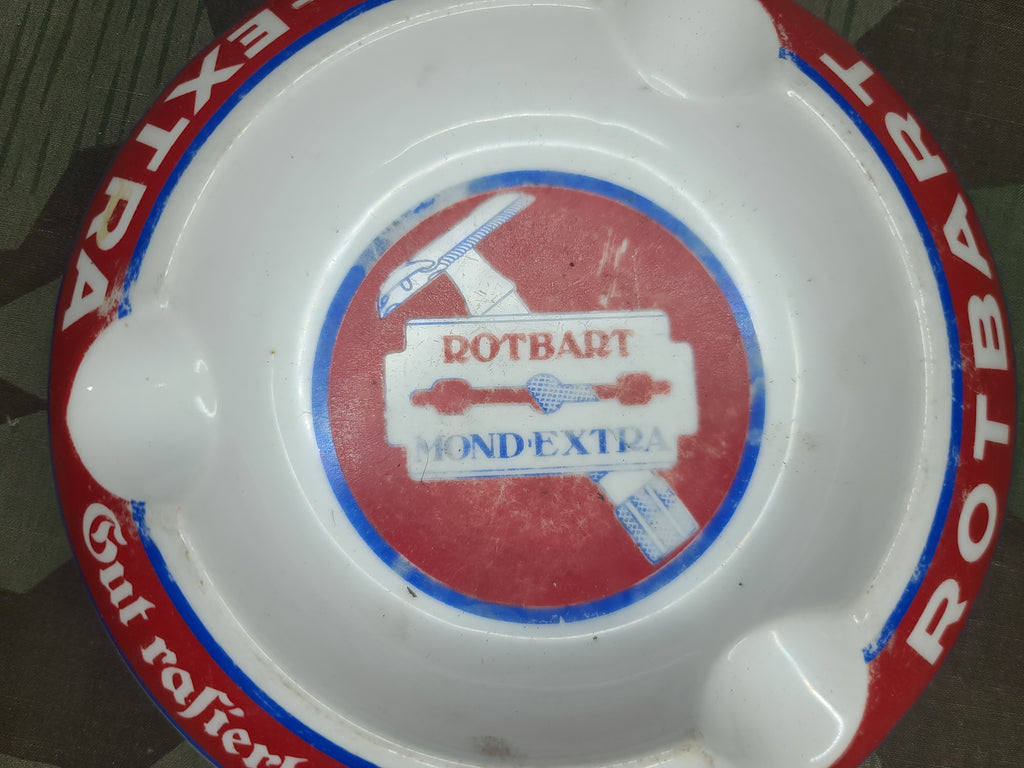 ROTBART
MOND-EXTRA
ROTBART
EXTRA
Gut rasiert